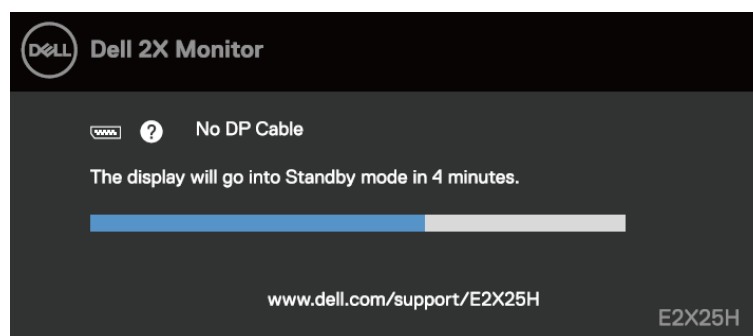 DELL Dell 2X Monitor
? No DP Cable
The display will go into Standby mode in 4 minutes.
www.dell.com/support/E2X25H
E2X25H